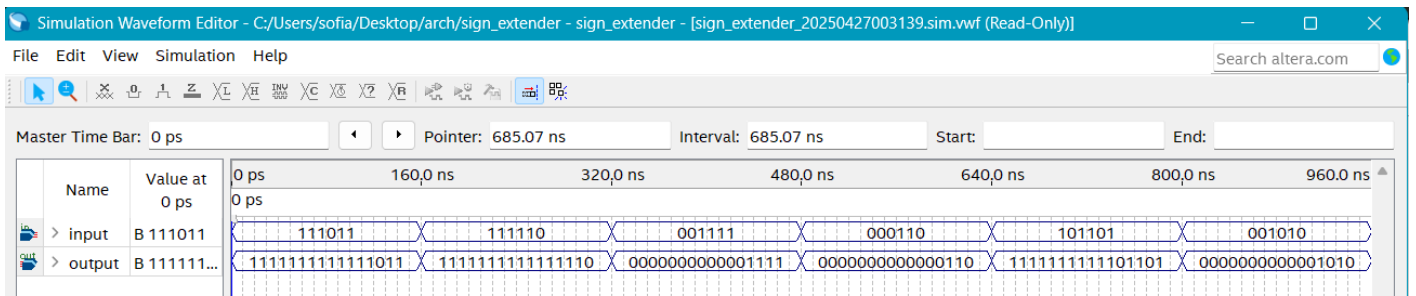 Simulation Waveform Editor - C:/Users/sofia/Desktop/arch/sign_extender - sign_extender - [sign_extender_20250427003139.sim.vwf (Read-Only)]
File Edit View Simulation Help
Search altera.com
Master Time Bar: 0 ps Pointer: 685.07 ns Interval: 685.07 ns Start: End:
Name Value at 0 ps
0 ps 160.0 ns 320.0 ns 480.0 ns 640.0 ns 800.0 ns 960.0 ns
0 ps
input B 111011 111011 111110 001111 000110 101101 001010
output B 111111... 1111111111111011 1111111111111110 0000000000001111 0000000000000110 1111111111101101 0000000000001010